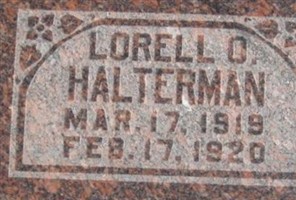 LORELL O.
HALTERMAN
MAR. 17, 1919
FEB. 17, 1920